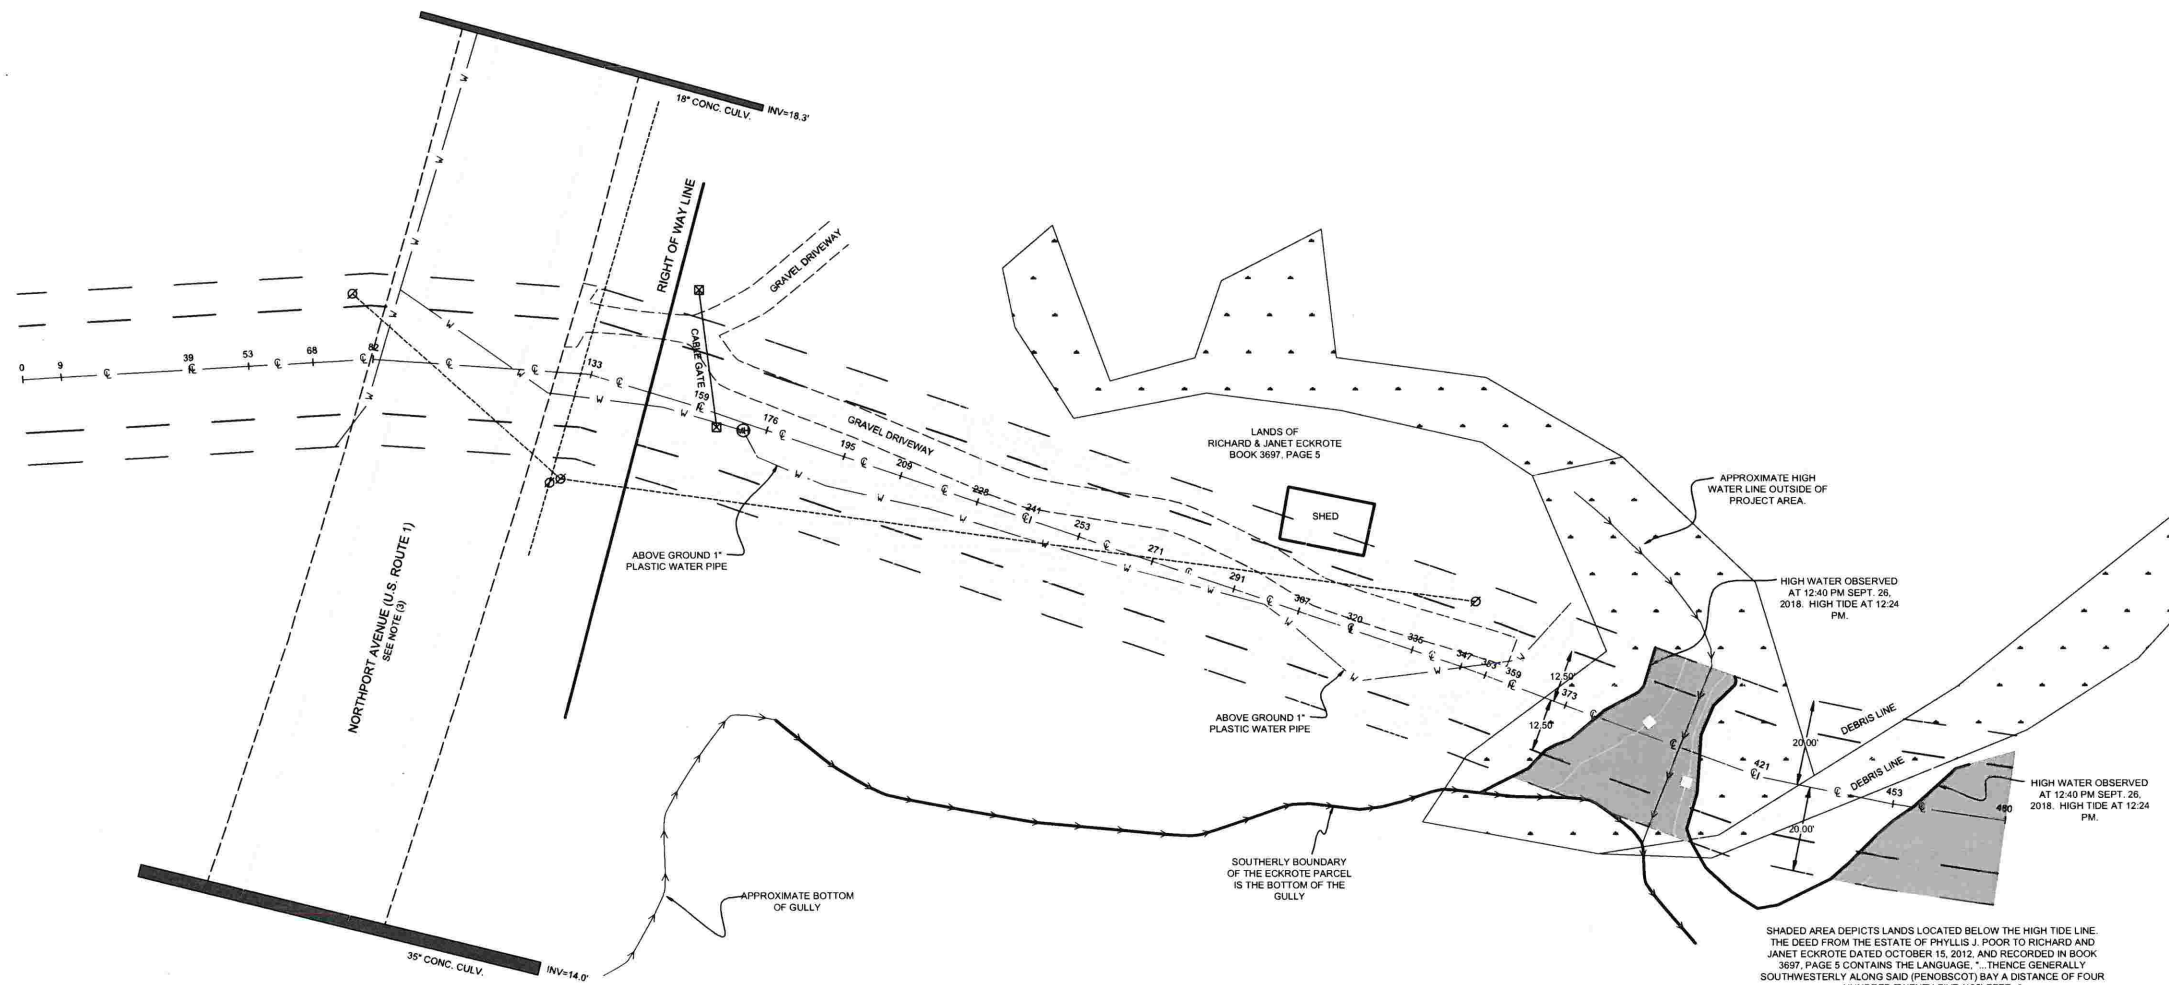 18" CONC. CULV.
INV=18.3'
RIGHT OF WAY LINE
GRAVEL DRIVEWAY
CABLE GATE
W
0
9
39
53
68
82
133
159
176
195
209
228
241
253
271
291
307
320
335
347
353
359
373
421
453
480
MH
GRAVEL DRIVEWAY
LANDS OF
RICHARD & JANET ECKROTE
BOOK 3697, PAGE 5
SHED
APPROXIMATE HIGH
WATER LINE OUTSIDE OF
PROJECT AREA.
HIGH WATER OBSERVED
AT 12:40 PM SEPT. 26,
2018. HIGH TIDE AT 12:24
PM.
ABOVE GROUND 1"
PLASTIC WATER PIPE
NORTHPORT AVENUE (U.S. ROUTE 1)
SEE NOTE (3)
12.50'
12.50'
ABOVE GROUND 1"
PLASTIC WATER PIPE
20.00'
20.00'
DEBRIS LINE
DEBRIS LINE
HIGH WATER OBSERVED
AT 12:40 PM SEPT. 26,
2018. HIGH TIDE AT 12:24
PM.
SOUTHERLY BOUNDARY
OF THE ECKROTE PARCEL
IS THE BOTTOM OF THE
GULLY
APPROXIMATE BOTTOM
OF GULLY
35" CONC. CULV.
INV=14.0'
SHADED AREA DEPICTS LANDS LOCATED BELOW THE HIGH TIDE LINE.
THE DEED FROM THE ESTATE OF PHYLLIS J. POOR TO RICHARD AND
JANET ECKROTE DATED OCTOBER 15, 2012, AND RECORDED IN BOOK
3697, PAGE 5 CONTAINS THE LANGUAGE, "...THENCE GENERALLY
SOUTHWESTERLY ALONG SAID (PENOBSCOT) BAY A DISTANCE OF FOUR